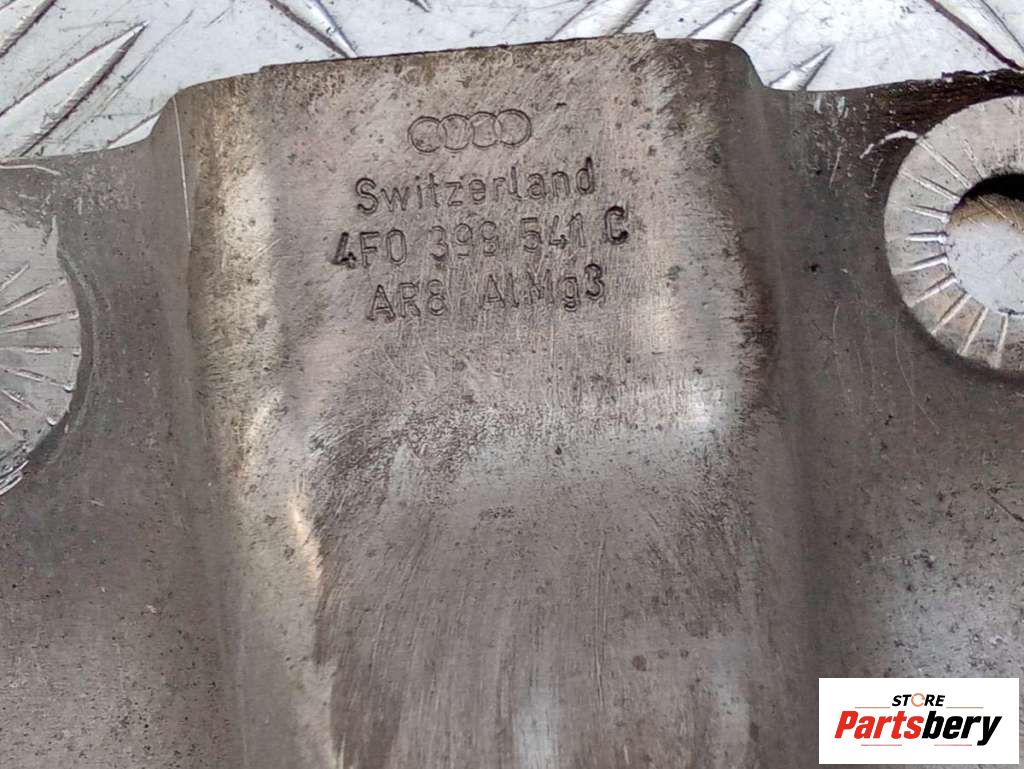 Switzerland
4F0 399 541 C
AR8 AlMg3
STORE
Partsbery